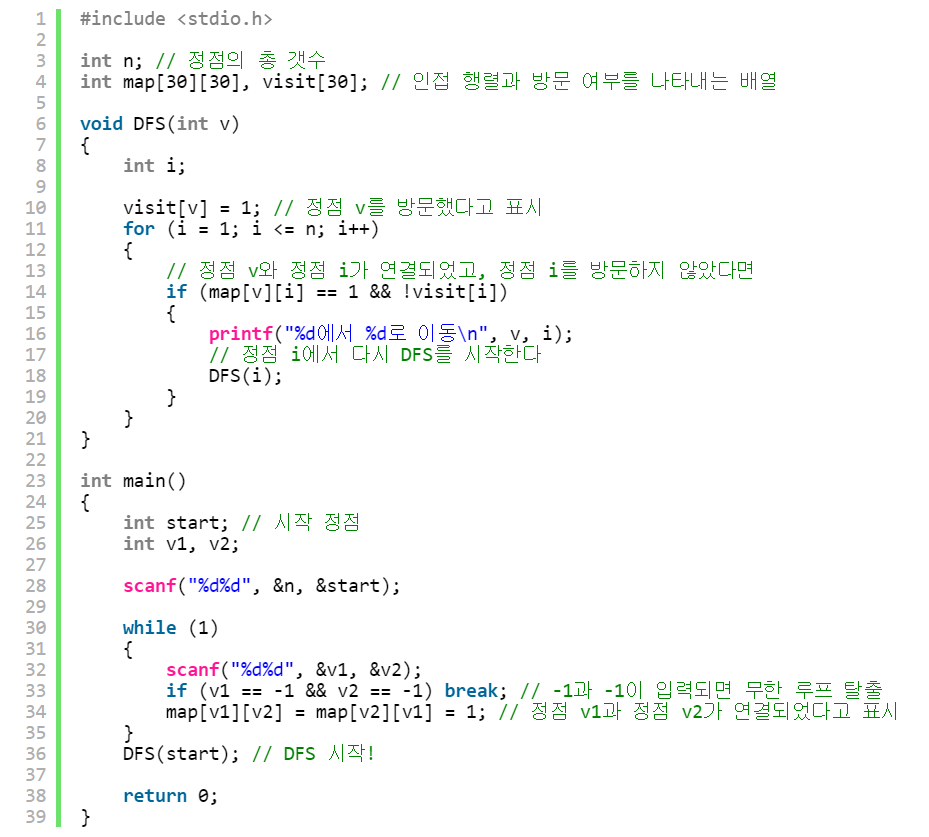 1 #include <stdio.h>
2
3 int n; // 정점의 총 갯수
4 int map[30][30], visit[30]; // 인접 행렬과 방문 여부를 나타내는 배열
5
6 void DFS(int v)
7 {
8     int i;
9
10     visit[v] = 1; // 정점 v를 방문했다고 표시
11     for (i = 1; i <= n; i++)
12     {
13         // 정점 v와 정점 i가 연결되었고, 정점 i를 방문하지 않았다면
14         if (map[v][i] == 1 && !visit[i])
15         {
16             printf("%d에서 %d로 이동\n", v, i);
17             // 정점 i에서 다시 DFS를 시작한다
18             DFS(i);
19         }
20     }
21 }
22
23 int main()
24 {
25     int start; // 시작 정점
26     int v1, v2;
27
28     scanf("%d%d", &n, &start);
29
30     while (1)
31     {
32         scanf("%d%d", &v1, &v2);
33         if (v1 == -1 && v2 == -1) break; // -1과 -1이 입력되면 무한 루프 탈출
34         map[v1][v2] = map[v2][v1] = 1; // 정점 v1과 정점 v2가 연결되었다고 표시
35     }
36     DFS(start); // DFS 시작!
37
38     return 0;
39 }